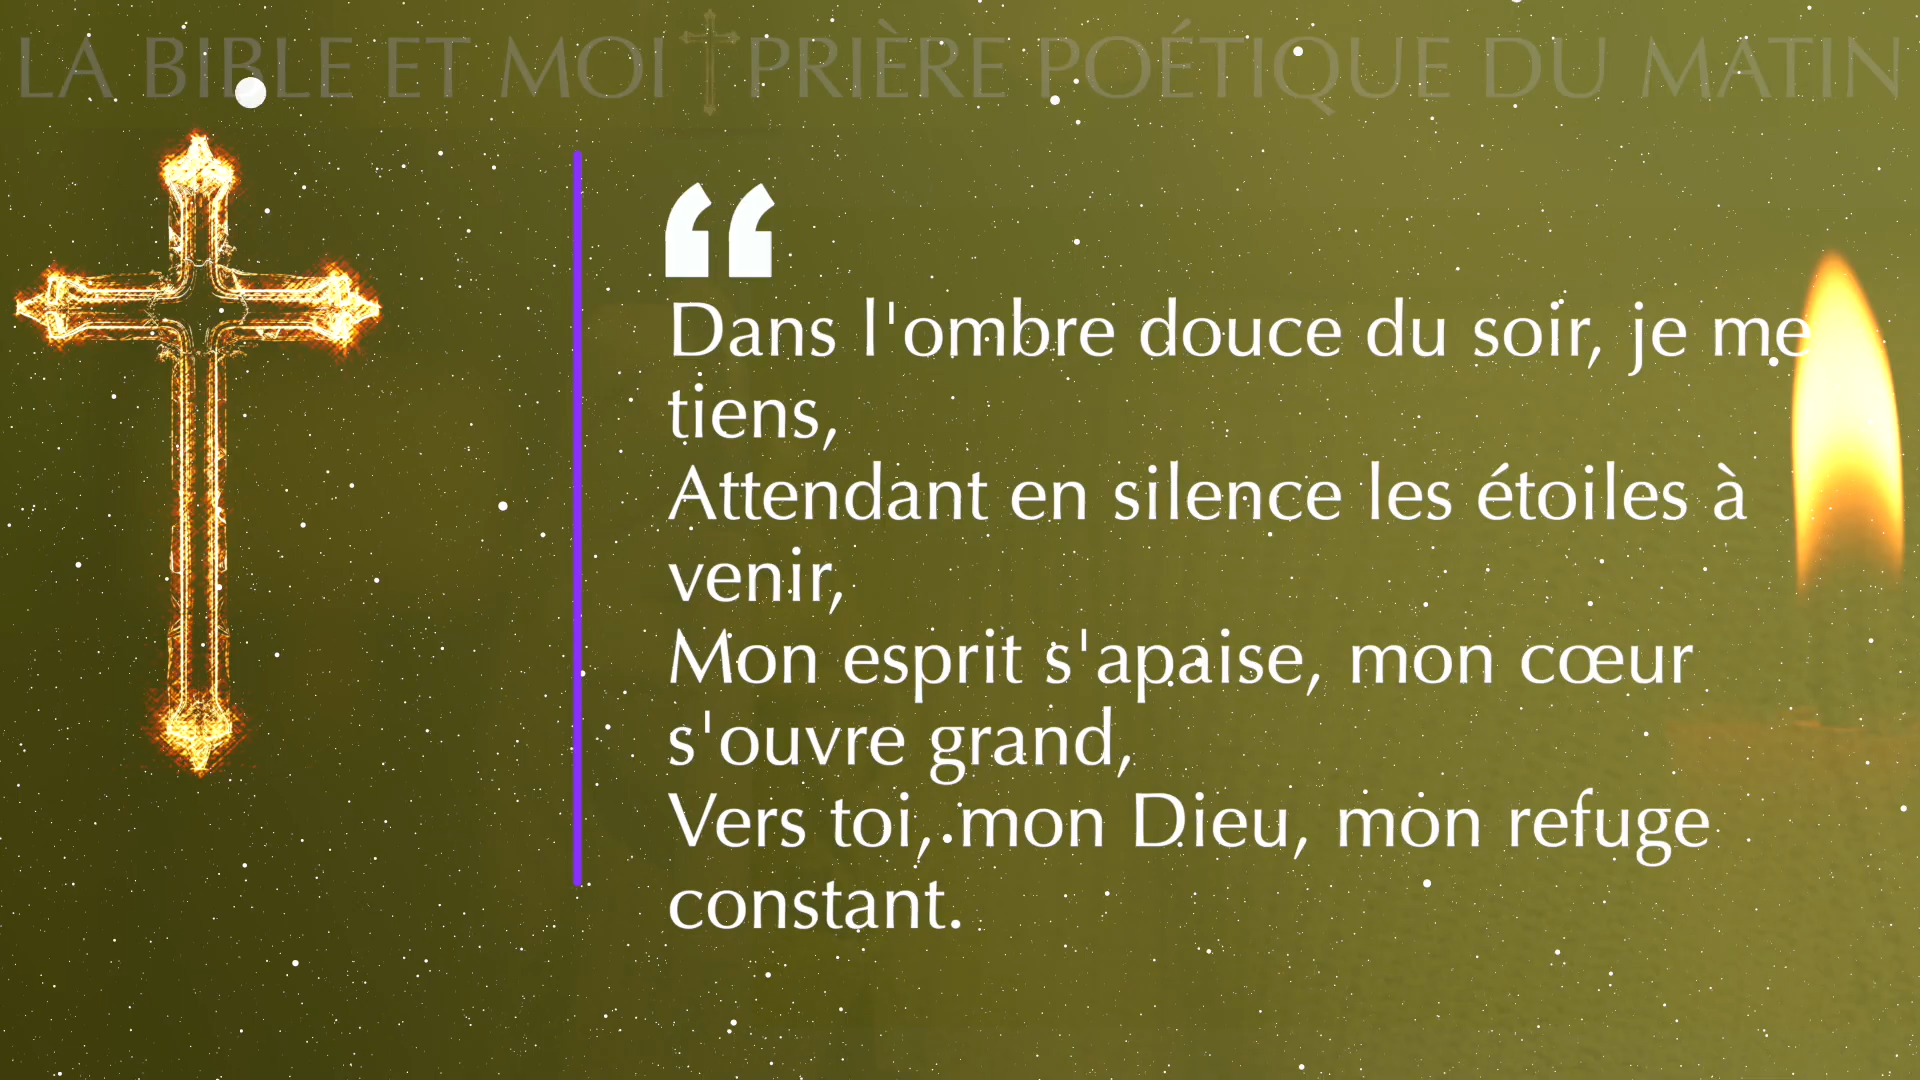 LA BIBLE ET MOI PRIÈRE POÉTIQUE DU MATIN
“
Dans l'ombre douce du soir, je me
tiens,
Attendant en silence les étoiles à
venir,
Mon esprit s'apaise, mon cœur
s'ouvre grand,
Vers toi, mon Dieu, mon refuge
constant.